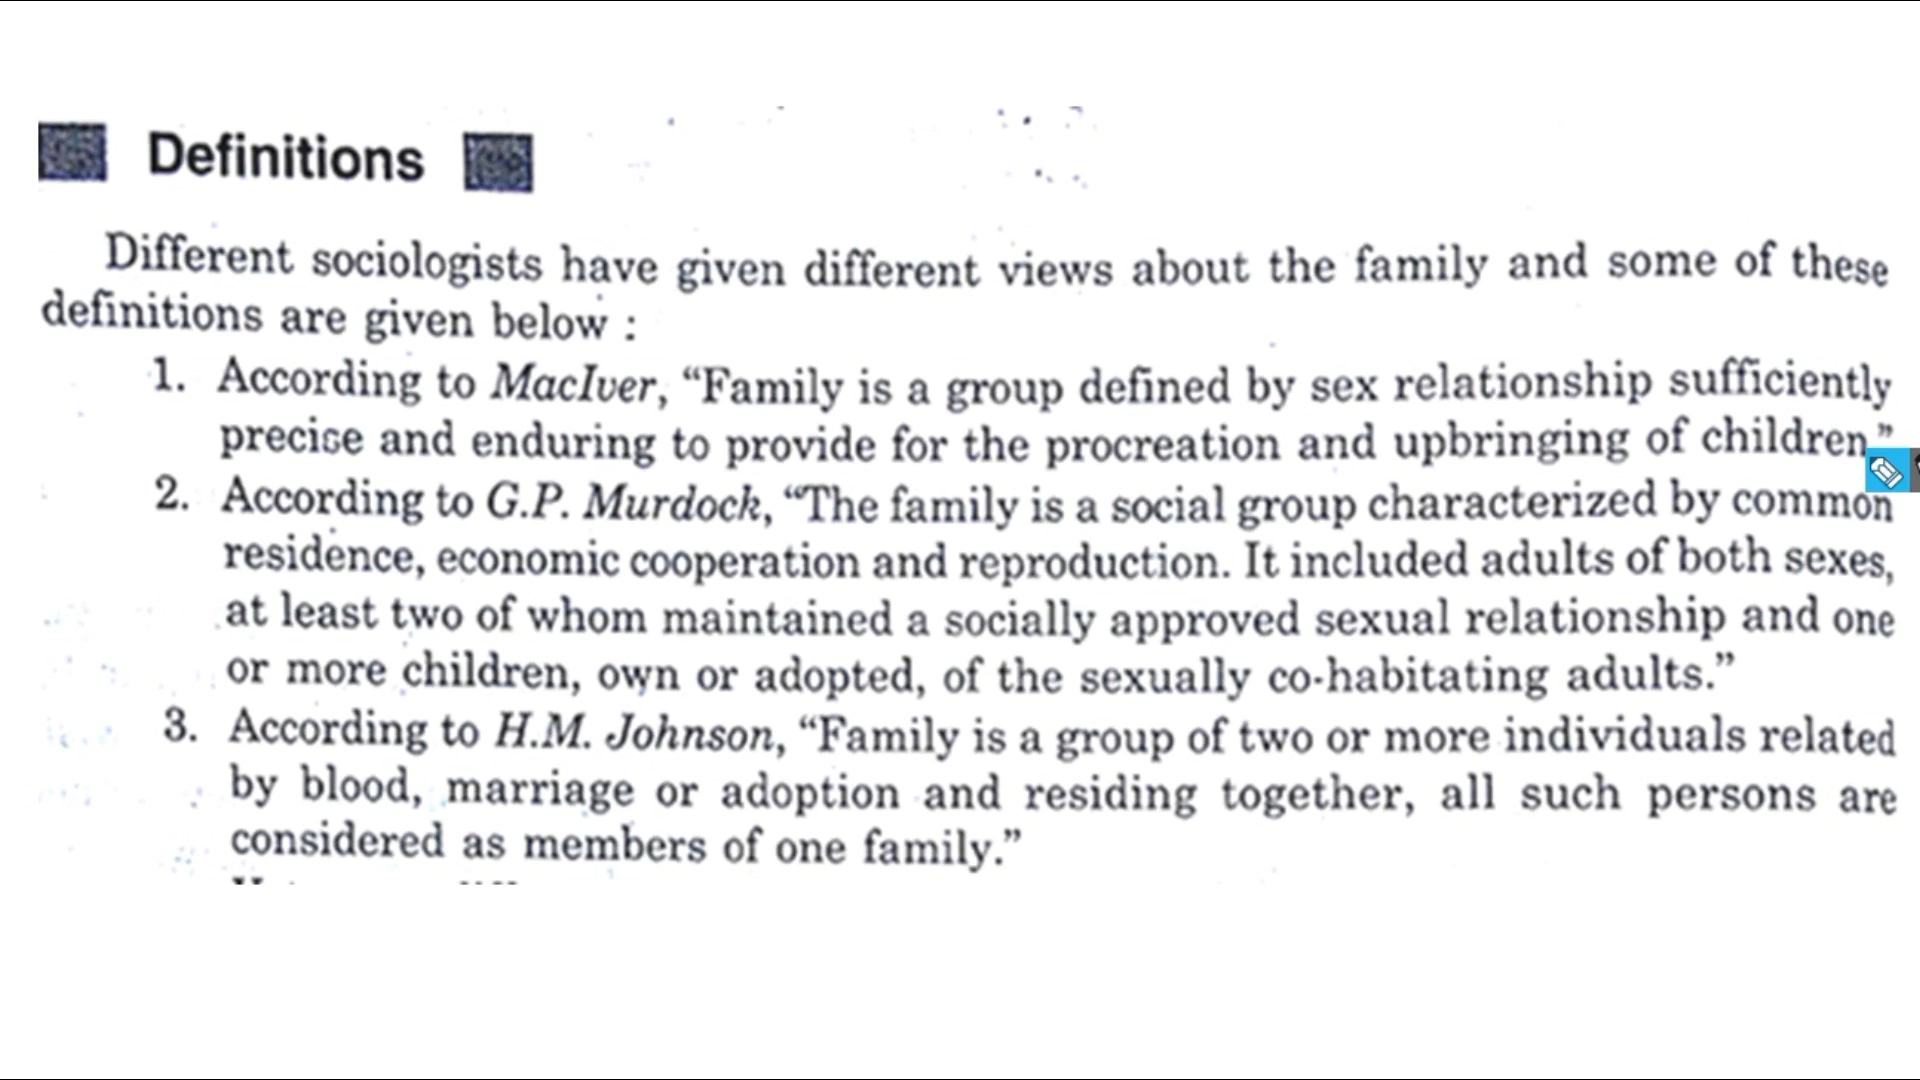 Definitions
Different sociologists have given different views about the family and some of these
definitions are given below :
1. According to MacIver, “Family is a group defined by sex relationship sufficiently
precise and enduring to provide for the procreation and upbringing of children”
2. According to G.P. Murdock, “The family is a social group characterized by common
residence, economic cooperation and reproduction. It included adults of both sexes,
at least two of whom maintained a socially approved sexual relationship and one
or more children, own or adopted, of the sexually co-habitating adults.”
3. According to H.M. Johnson, “Family is a group of two or more individuals related
by blood, marriage or adoption and residing together, all such persons are
considered as members of one family.”